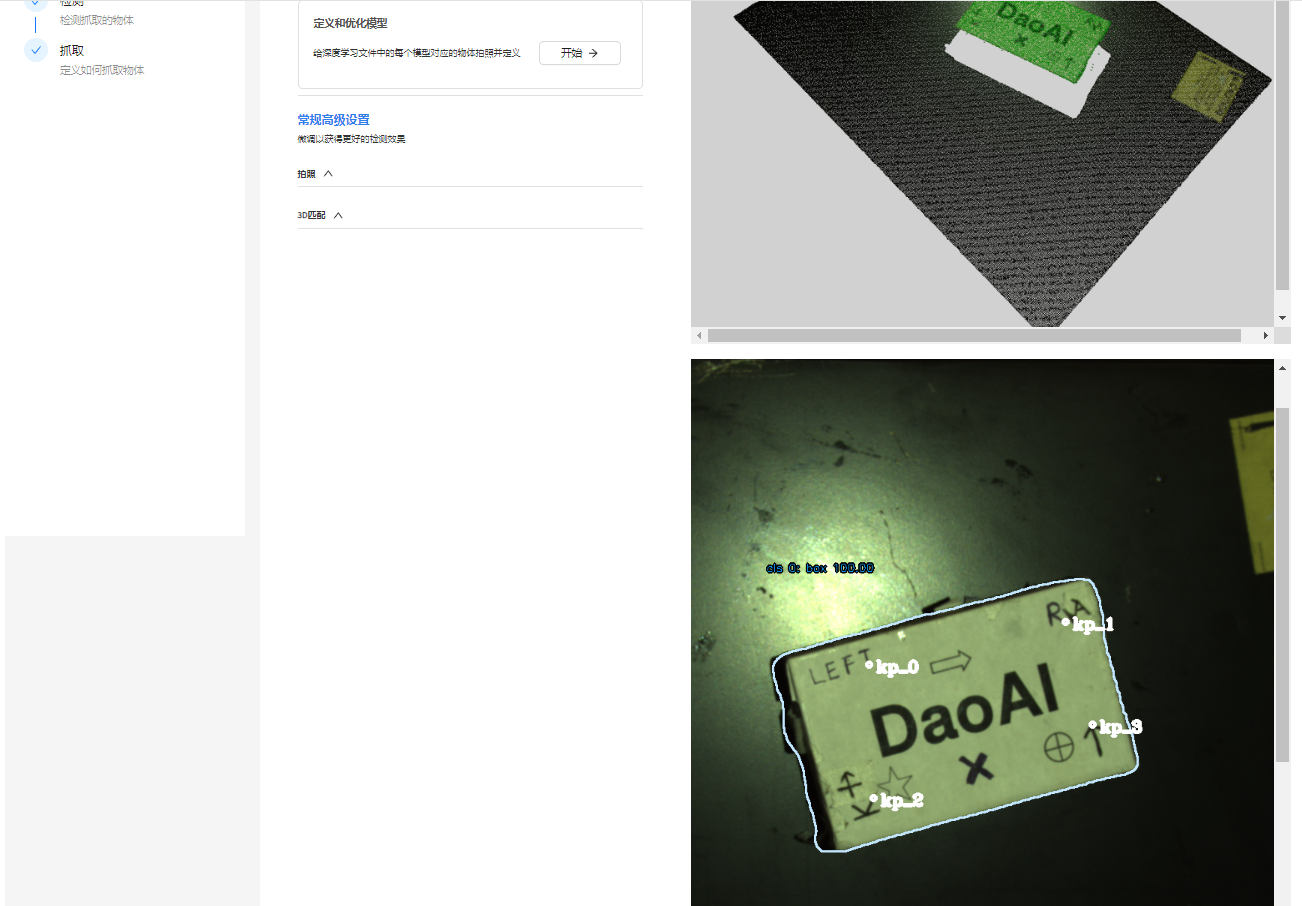 检测
检测抓取的物体
抓取
定义如何抓取物体
定义和优化模型
给深度学习文件中的每个模型对应的物体拍照并定义
开始
常规高级设置
微调以获得更好的检测效果
拍照
3D匹配
DaoAI
cls 0: box 100.00
R
A
kp_1
LEFT
kp_0
DaoAI
kp_3
kp_2